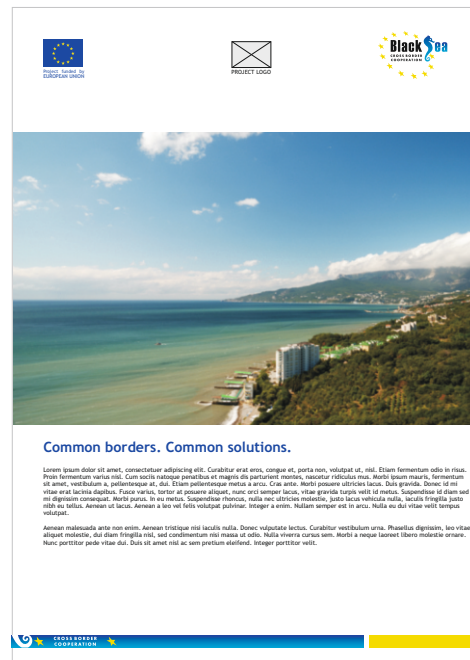 Project funded by
EUROPEAN UNION
PROJECT LOGO
Black Sea
CROSS BORDER
COOPERATION
Common borders. Common solutions.
Lorem ipsum dolor sit amet, consectetuer adipiscing elit. Curabitur erat eros, congue et, porta non, volutpat ut, nisl. Etiam fermentum odio in risus.
Proin fermentum varius nisl. Cum sociis natoque penatibus et magnis dis parturient montes, nascetur ridiculus mus. Morbi ipsum mauris, fermentum
sit amet, vestibulum a, pellentesque at, dui. Etiam pellentesque metus a arcu. Cras ante. Morbi posuere ultricies lacus. Duis gravida. Donec id mi
vitae erat lacinia dapibus. Fusce varius, tortor at posuere aliquet, nunc orci semper lacus, vitae gravida turpis velit id metus. Suspendisse id diam sed
mi dignissim consequat. Morbi purus. In eu metus. Suspendisse rhoncus, nulla nec ultricies molestie, justo lacus vehicula nulla, iaculis fringilla justo
nibh eu tellus. Aenean ut lacus. Aenean a leo vel felis volutpat pulvinar. Integer a enim. Nullam semper est in arcu. Nulla eu dui vitae velit tempus
volutpat.
Aenean malesuada ante non enim. Aenean tristique nisi iaculis nulla. Donec vulputate lectus. Curabitur vestibulum urna. Phasellus dignissim, leo vitae
aliquet molestie, dui diam fringilla nisl, sed condimentum nisi massa ut odio. Nulla viverra cursus sem. Morbi a neque laoreet libero molestie ornare.
Nunc porttitor pede vitae dui. Duis sit amet nisl ac sem pretium eleifend. Integer porttitor velit.
CROSS BORDER
COOPERATION